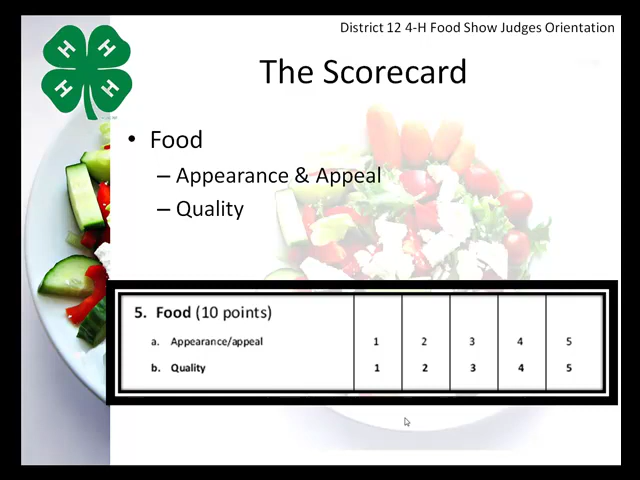 District 12 4-H Food Show Judges Orientation
H H
H H
The Scorecard
• Food
– Appearance & Appeal
– Quality
5. Food (10 points)
a. Appearance/appeal 1 2 3 4 5
b. Quality 1 2 3 4 5